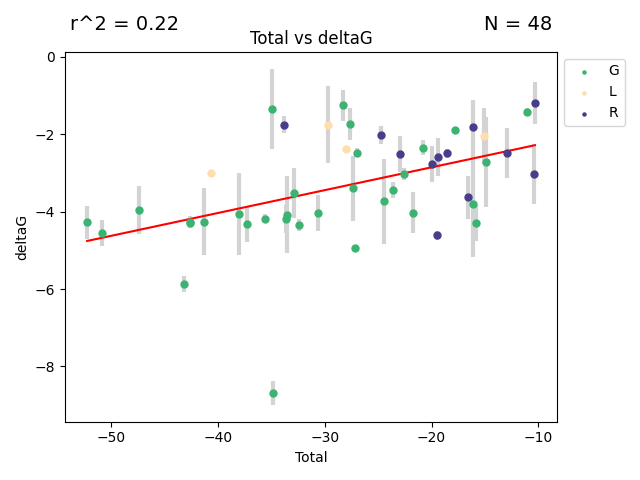 r^2 = 0.22
N = 48
Total vs deltaG
G
L
R
0
−2
−4
−6
−8
deltaG
−50
−40
−30
−20
−10
Total